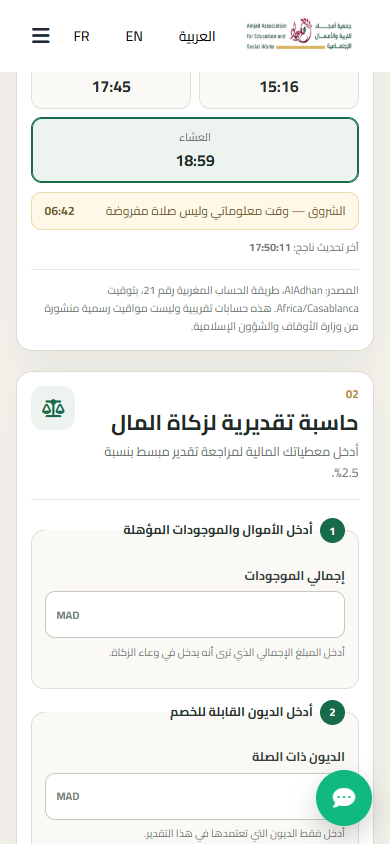 FR
EN
العربية
جمعية أمجاد
للتربية والأعمال
الإجتماعية
Amjad Association
for Education and
Social Works
17:45
15:16
العشاء
18:59
الشروق — وقت معلوماتي وليس صلاة مفروضة
06:42
آخر تحديث ناجح: 17:50:11
المصدر: AlAdhan، طريقة الحساب المغربية رقم 21، بتوقيت
Africa/Casablanca. هذه حسابات تقريبية وليست مواقيت رسمية منشورة
من وزارة الأوقاف والشؤون الإسلامية.
02
حاسبة تقديرية لزكاة المال
أدخل معطياتك المالية لمراجعة تقدير مبسط بنسبة
2.5%.
1
أدخل الأموال والموجودات المؤهلة
إجمالي الموجودات
MAD
أدخل المبلغ الإجمالي الذي ترى أنه يدخل في وعاء الزكاة.
2
أدخل الديون القابلة للخصم
الديون ذات الصلة
MAD
أدخل فقط الديون التي تعتمدها في هذا التقدير.